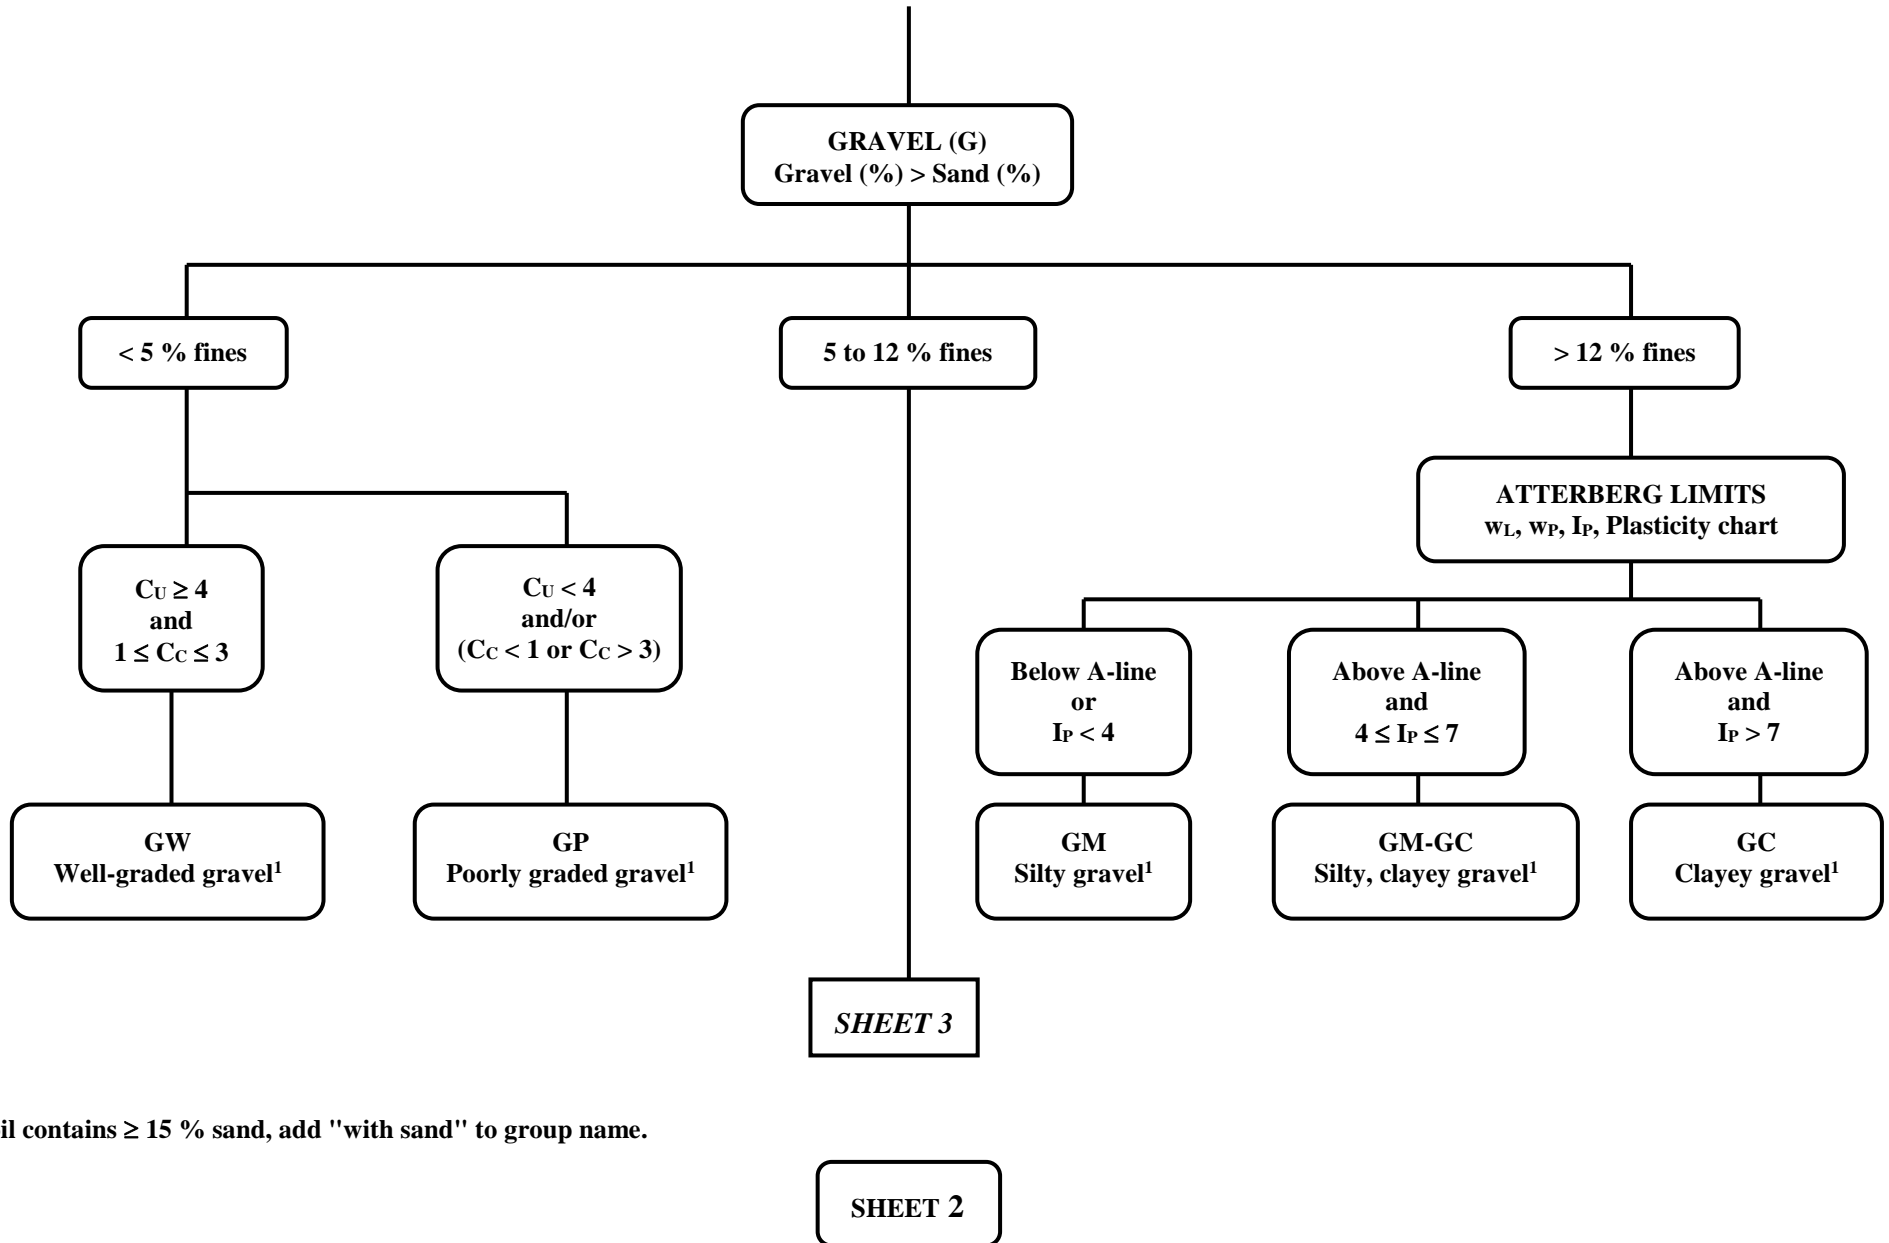 GRAVEL (G)
Gravel (%) > Sand (%)
< 5 % fines
5 to 12 % fines
> 12 % fines
ATTERBERG LIMITS
wL, wP, IP, Plasticity chart
CU ≥ 4
and
1 ≤ CC ≤ 3
CU < 4
and/or
(CC < 1 or CC > 3)
Below A-line
or
IP < 4
Above A-line
and
4 ≤ IP ≤ 7
Above A-line
and
IP > 7
GW
Well-graded gravel¹
GP
Poorly graded gravel¹
GM
Silty gravel¹
GM-GC
Silty, clayey gravel¹
GC
Clayey gravel¹
SHEET 3
il contains ≥ 15 % sand, add "with sand" to group name.
SHEET 2